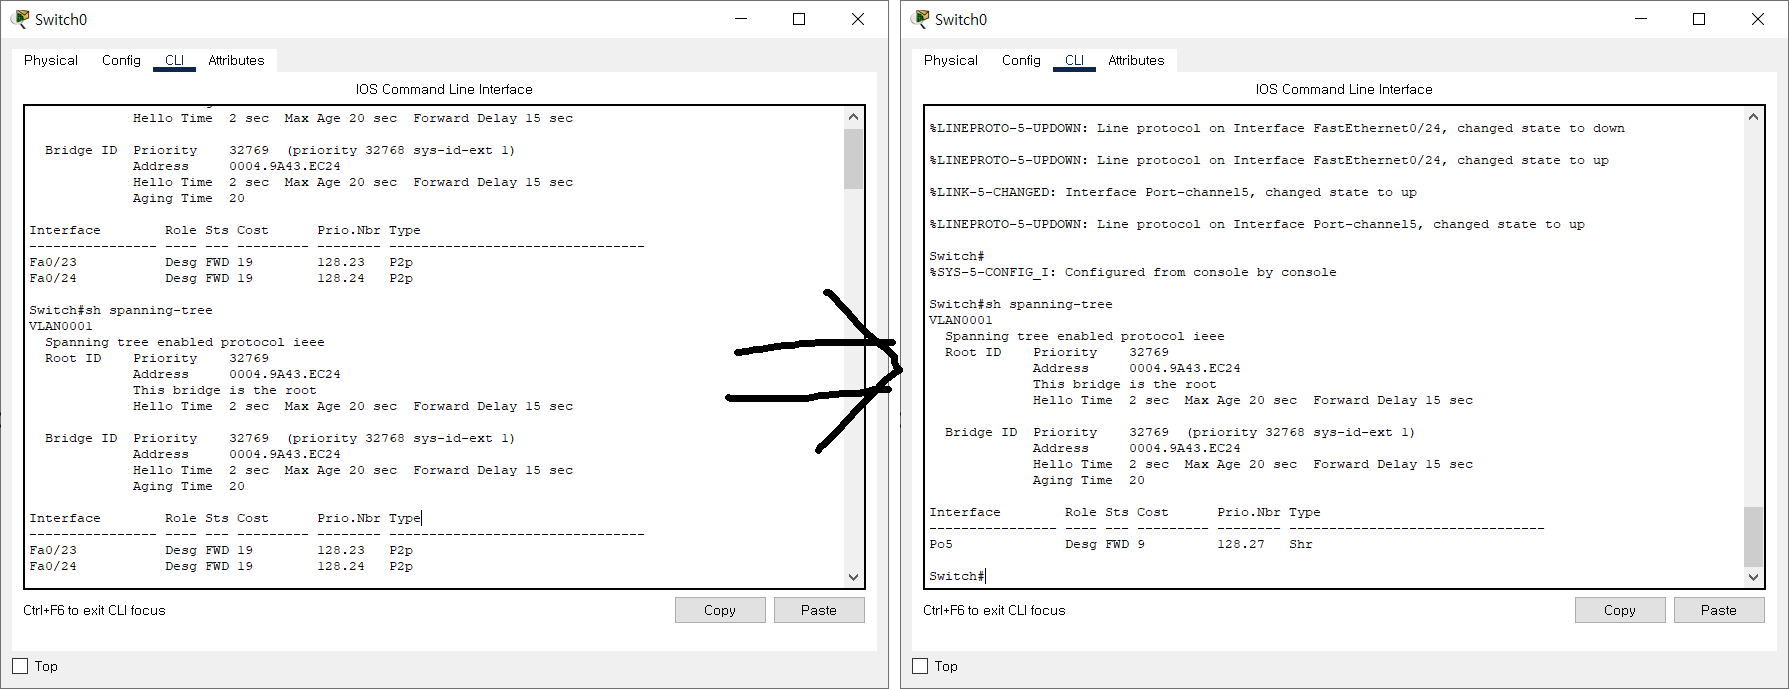 Switch0
Physical Config CLI Attributes
IOS Command Line Interface
Hello Time  2 sec  Max Age 20 sec  Forward Delay 15 sec
Bridge ID  Priority    32769  (priority 32768 sys-id-ext 1)
Address     0004.9A43.EC24
Hello Time  2 sec  Max Age 20 sec  Forward Delay 15 sec
Aging Time  20
Interface        Role Sts Cost      Prio.Nbr Type
---------------- ---- --- --------- -------- --------------------------------
Fa0/23           Desg FWD 19        128.23   P2p
Fa0/24           Desg FWD 19        128.24   P2p
Switch#sh spanning-tree
VLAN0001
Spanning tree enabled protocol ieee
Root ID    Priority    32769
Address     0004.9A43.EC24
This bridge is the root
Hello Time  2 sec  Max Age 20 sec  Forward Delay 15 sec
Bridge ID  Priority    32769  (priority 32768 sys-id-ext 1)
Address     0004.9A43.EC24
Hello Time  2 sec  Max Age 20 sec  Forward Delay 15 sec
Aging Time  20
Interface        Role Sts Cost      Prio.Nbr Type
---------------- ---- --- --------- -------- --------------------------------
Fa0/23           Desg FWD 19        128.23   P2p
Fa0/24           Desg FWD 19        128.24   P2p
Ctrl+F6 to exit CLI focus
Copy Paste
Top
Switch0
Physical Config CLI Attributes
IOS Command Line Interface
%LINEPROTO-5-UPDOWN: Line protocol on Interface FastEthernet0/24, changed state to down
%LINEPROTO-5-UPDOWN: Line protocol on Interface FastEthernet0/24, changed state to up
%LINK-5-CHANGED: Interface Port-channel5, changed state to up
%LINEPROTO-5-UPDOWN: Line protocol on Interface Port-channel5, changed state to up
Switch#
%SYS-5-CONFIG_I: Configured from console by console
Switch#sh spanning-tree
VLAN0001
Spanning tree enabled protocol ieee
Root ID    Priority    32769
Address     0004.9A43.EC24
This bridge is the root
Hello Time  2 sec  Max Age 20 sec  Forward Delay 15 sec
Bridge ID  Priority    32769  (priority 32768 sys-id-ext 1)
Address     0004.9A43.EC24
Hello Time  2 sec  Max Age 20 sec  Forward Delay 15 sec
Aging Time  20
Interface        Role Sts Cost      Prio.Nbr Type
---------------- ---- --- --------- -------- --------------------------------
Po5              Desg FWD 9         128.27   Shr
Switch#
Ctrl+F6 to exit CLI focus
Copy Paste
Top